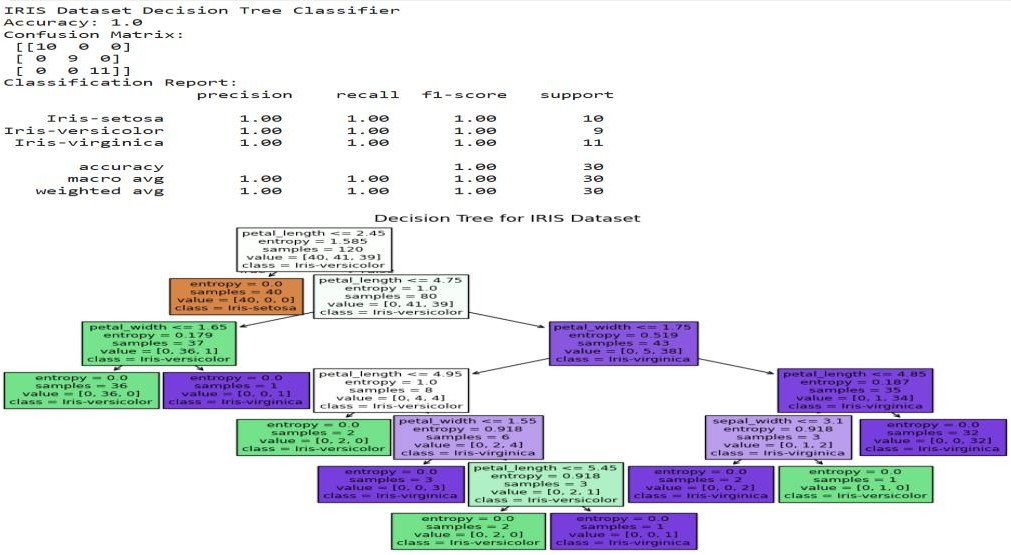 IRIS Dataset Decision Tree Classifier
Accuracy: 1.0
Confusion Matrix:
[[10 0 0]
[ 0 9 0]
[ 0 0 11]]
Classification Report:
precision recall f1-score support
Iris-setosa 1.00 1.00 1.00 10
Iris-versicolor 1.00 1.00 1.00 9
Iris-virginica 1.00 1.00 1.00 11
accuracy 1.00 30
macro avg 1.00 1.00 1.00 30
weighted avg 1.00 1.00 1.00 30
Decision Tree for IRIS Dataset
petal_length <= 2.45
entropy = 1.585
samples = 120
value = [40, 41, 39]
class = Iris-versicolor
entropy = 0.0
samples = 40
value = [40, 0, 0]
class = Iris-setosa
petal_length <= 4.75
entropy = 1.0
samples = 80
value = [0, 41, 39]
class = Iris-versicolor
petal_width <= 1.65
entropy = 0.179
samples = 37
value = [0, 36, 1]
class = Iris-versicolor
petal_width <= 1.75
entropy = 0.519
samples = 43
value = [0, 5, 38]
class = Iris-virginica
entropy = 0.0
samples = 36
value = [0, 36, 0]
class = Iris-versicolor
entropy = 0.0
samples = 1
value = [0, 0, 1]
class = Iris-virginica
petal_length <= 4.95
entropy = 1.0
samples = 8
value = [0, 4, 4]
class = Iris-versicolor
petal_length <= 4.85
entropy = 0.187
samples = 35
value = [0, 1, 34]
class = Iris-virginica
entropy = 0.0
samples = 2
value = [0, 2, 0]
class = Iris-versicolor
petal_width <= 1.55
entropy = 0.918
samples = 6
value = [0, 2, 4]
class = Iris-virginica
sepal_width <= 3.1
entropy = 0.918
samples = 3
value = [0, 1, 2]
class = Iris-virginica
entropy = 0.0
samples = 32
value = [0, 0, 32]
class = Iris-virginica
entropy = 0.0
samples = 3
value = [0, 0, 3]
class = Iris-virginica
petal_length <= 5.45
entropy = 0.918
samples = 3
value = [0, 2, 1]
class = Iris-versicolor
entropy = 0.0
samples = 2
value = [0, 0, 2]
class = Iris-virginica
entropy = 0.0
samples = 1
value = [0, 1, 0]
class = Iris-versicolor
entropy = 0.0
samples = 2
value = [0, 2, 0]
class = Iris-versicolor
entropy = 0.0
samples = 1
value = [0, 0, 1]
class = Iris-virginica